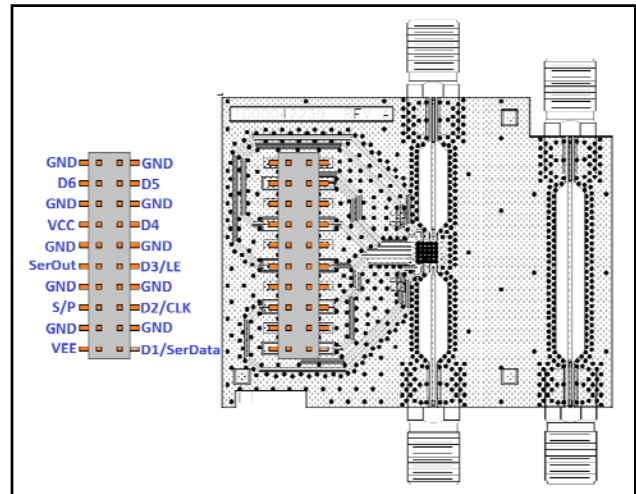 GND GND
D6 D5
GND GND
VCC D4
GND GND
SerOut D3/LE
GND GND
S/P D2/CLK
GND GND
VEE D1/SerData